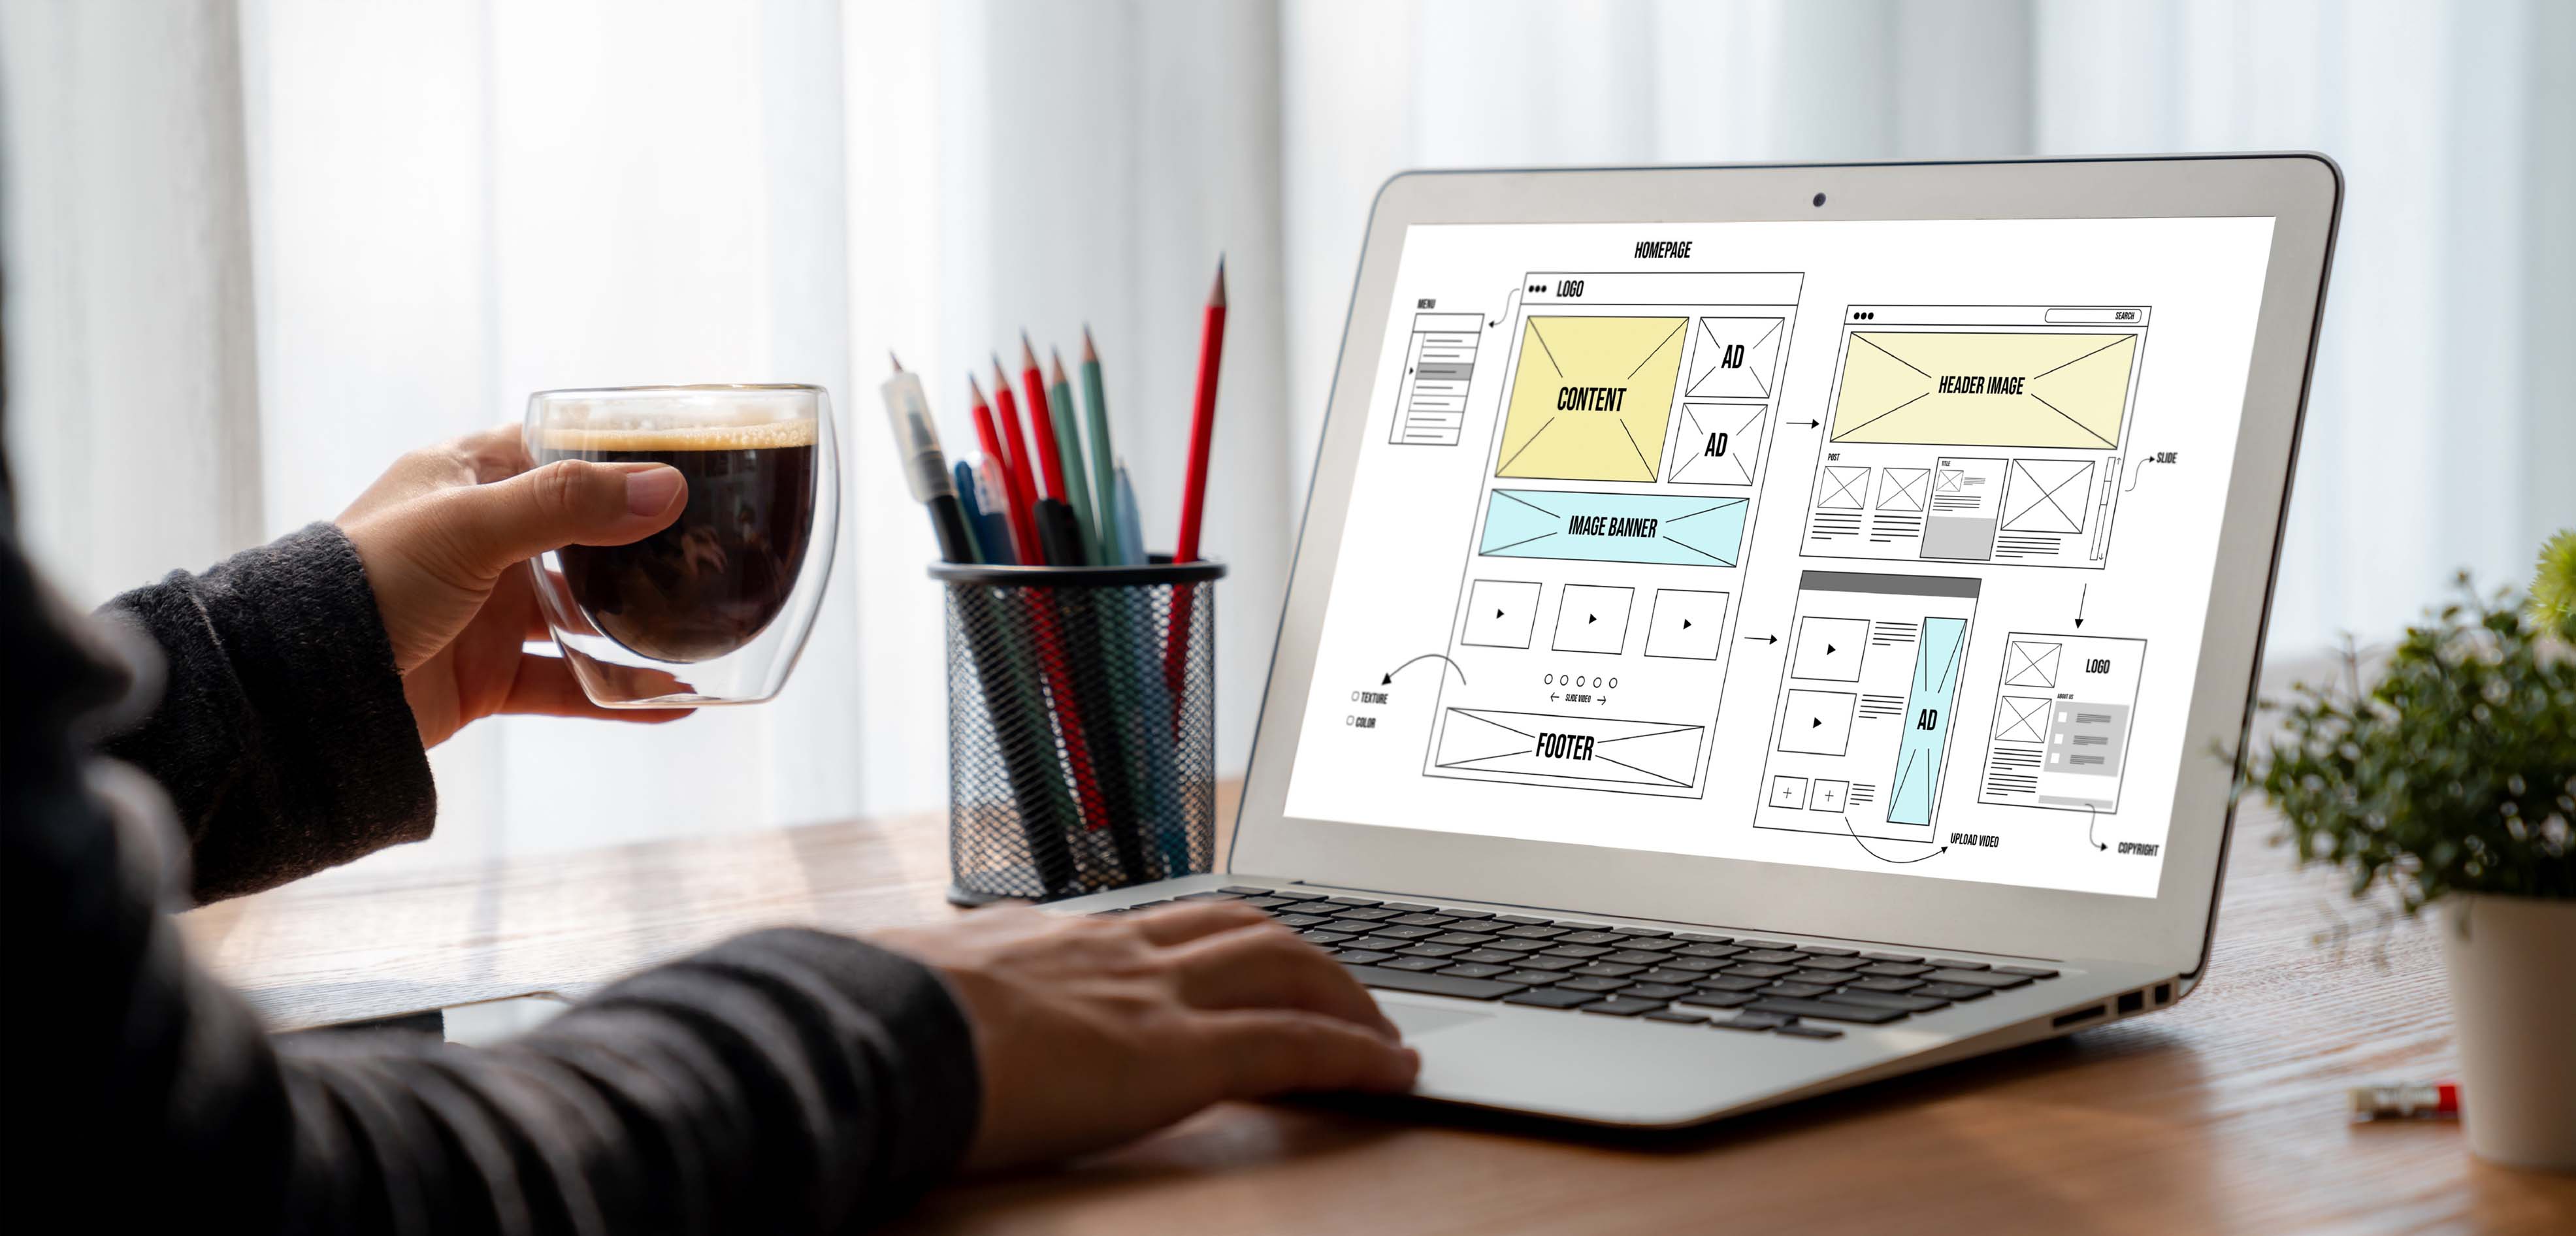 HOMEPAGE
MENU
LOGO
CONTENT
AD
AD
IMAGE BANNER
SLIDE VIDEO
TEXTURE
COLOR
FOOTER
SEARCH
HEADER IMAGE
POST
TITLE
SLIDE
AD
UPLOAD VIDEO
LOGO
ABOUT US
COPYRIGHT